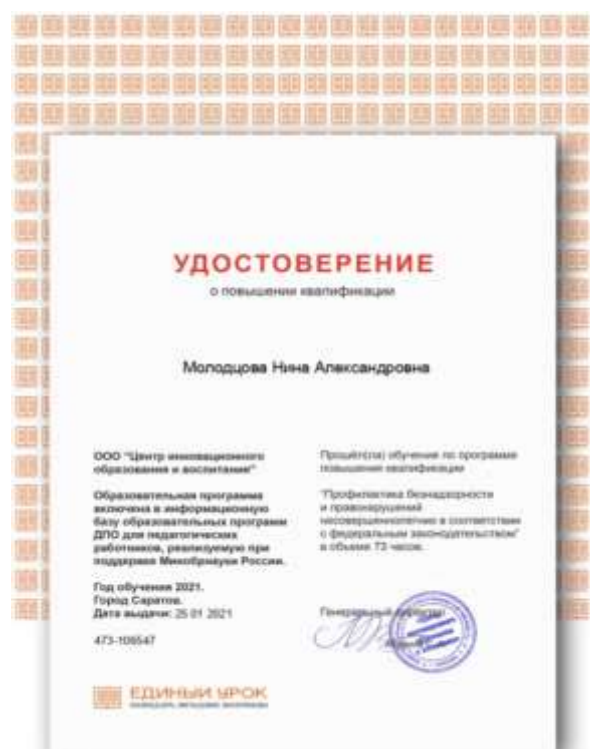 УДОСТОВЕРЕНИЕ
о повышении квалификации
Молодцова Нина Александровна
ООО "Центр инновационного
образования и воспитания"
Образовательная программа
включена в информационную
базу образовательных программ
ДПО для педагогических
работников, реализуемую при
поддержке Минобрнауки России.
Год обучения 2021.
Город Саратов.
Дата выдачи: 25 01 2021
473-109547
Прошёл(ла) обучение по программе
повышения квалификации
"Профилактика безнадзорности
и правонарушений
несовершеннолетних в соответствии
с федеральным законодательством"
в объеме 73 часов.
Генеральный директор
ЕДИНЫЙ УРОК